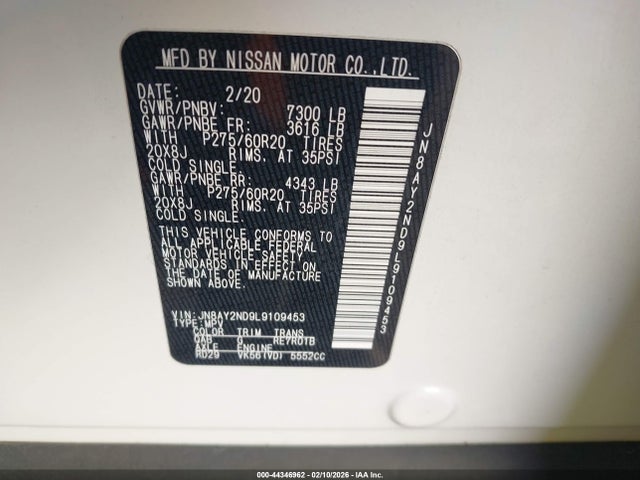 MFD BY NISSAN MOTOR CO.,LTD.
DATE: 2/20
GVWR/PNBV: 7300 LB
GAWR/PNBE FR: 3616 LB
WITH P275/60R20 TIRES
20X8J RIMS. AT 35PSI
COLD SINGLE.
GAWR/PNBE RR: 4343 LB
WITH P275/60R20 TIRES
20X8J RIMS. AT 35PSI
COLD SINGLE.
THIS VEHICLE CONFORMS TO
ALL APPLICABLE FEDERAL
MOTOR VEHICLE SAFETY
STANDARDS IN EFFECT ON
THE DATE OF MANUFACTURE
SHOWN ABOVE.
VIN: JN8AY2ND9L9109453
TYPE: MPV
COLOR TRIM TRANS
QAB G RE7R01B
AXLE ENGINE
RD29 VK56(VD) 5552CC
JN8AY2ND9L9109453
000-44346962 - 02/10/2026 - IAA Inc.